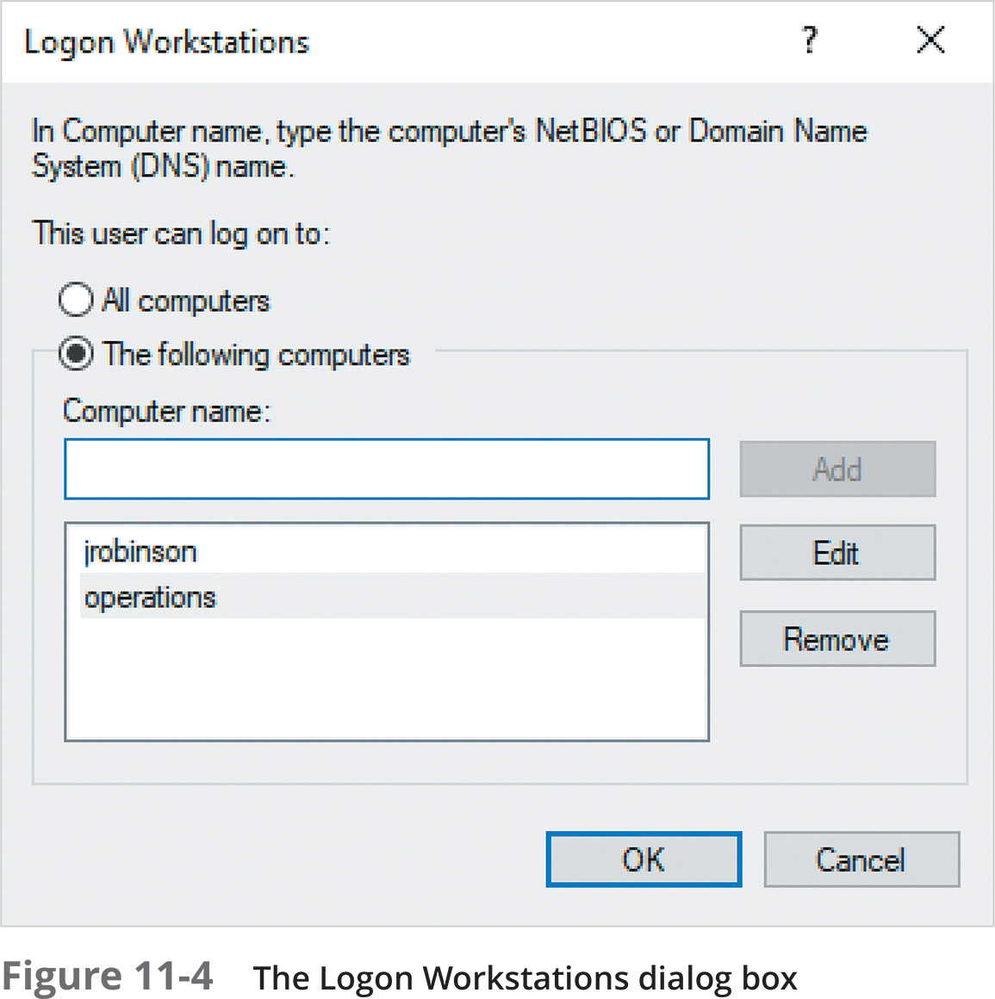 Logon Workstations ? X
In Computer name, type the computer's NetBIOS or Domain Name
System (DNS) name.
This user can log on to:
All computers
The following computers
Computer name:
Add
jrobinson
operations
Edit
Remove
OK Cancel
Figure 11-4 The Logon Workstations dialog box